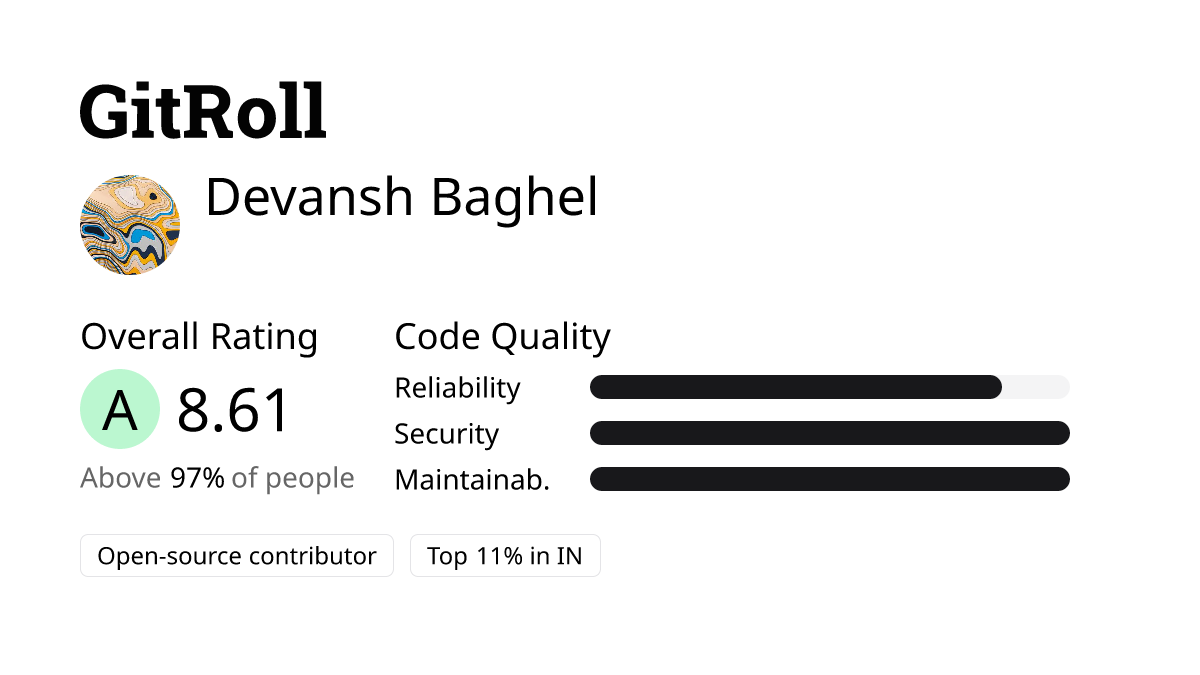 GitRoll
Devansh Baghel
Overall Rating
A 8.61
Above 97% of people
Code Quality
Reliability
Security
Maintainab.
Open-source contributor
Top 11% in IN